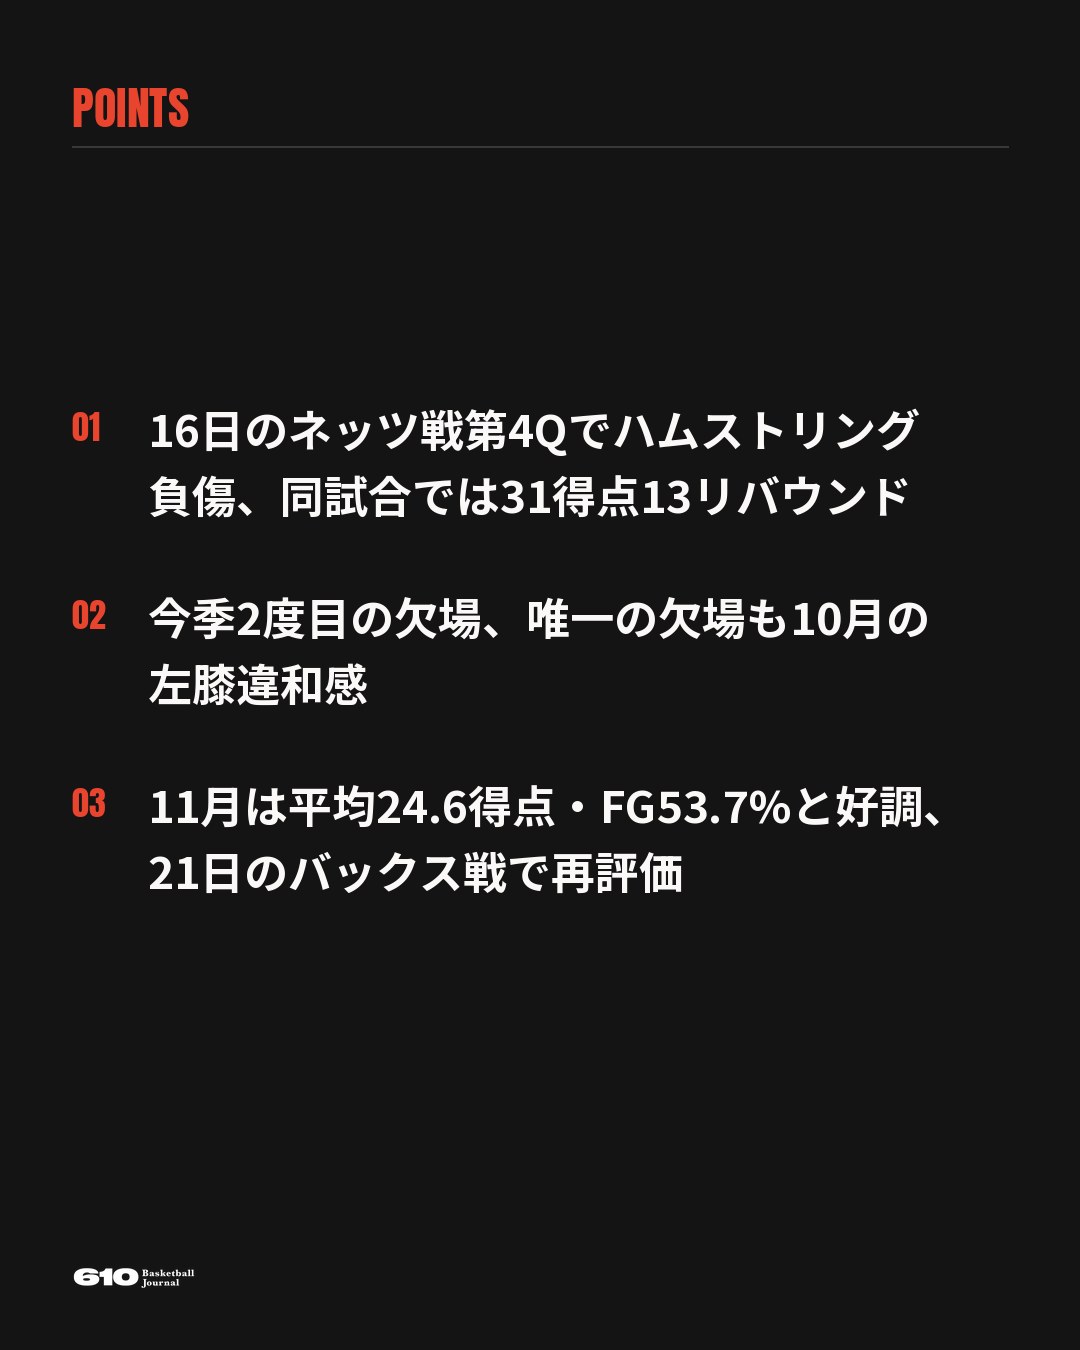 POINTS
01
16日のネッツ戦第4Qでハムストリング
負傷、同試合では31得点13リバウンド
02
今季2度目の欠場、唯一の欠場も10月の
左膝違和感
03
11月は平均24.6得点・FG53.7%と好調、
21日のバックス戦で再評価
610 Basketball
Journal